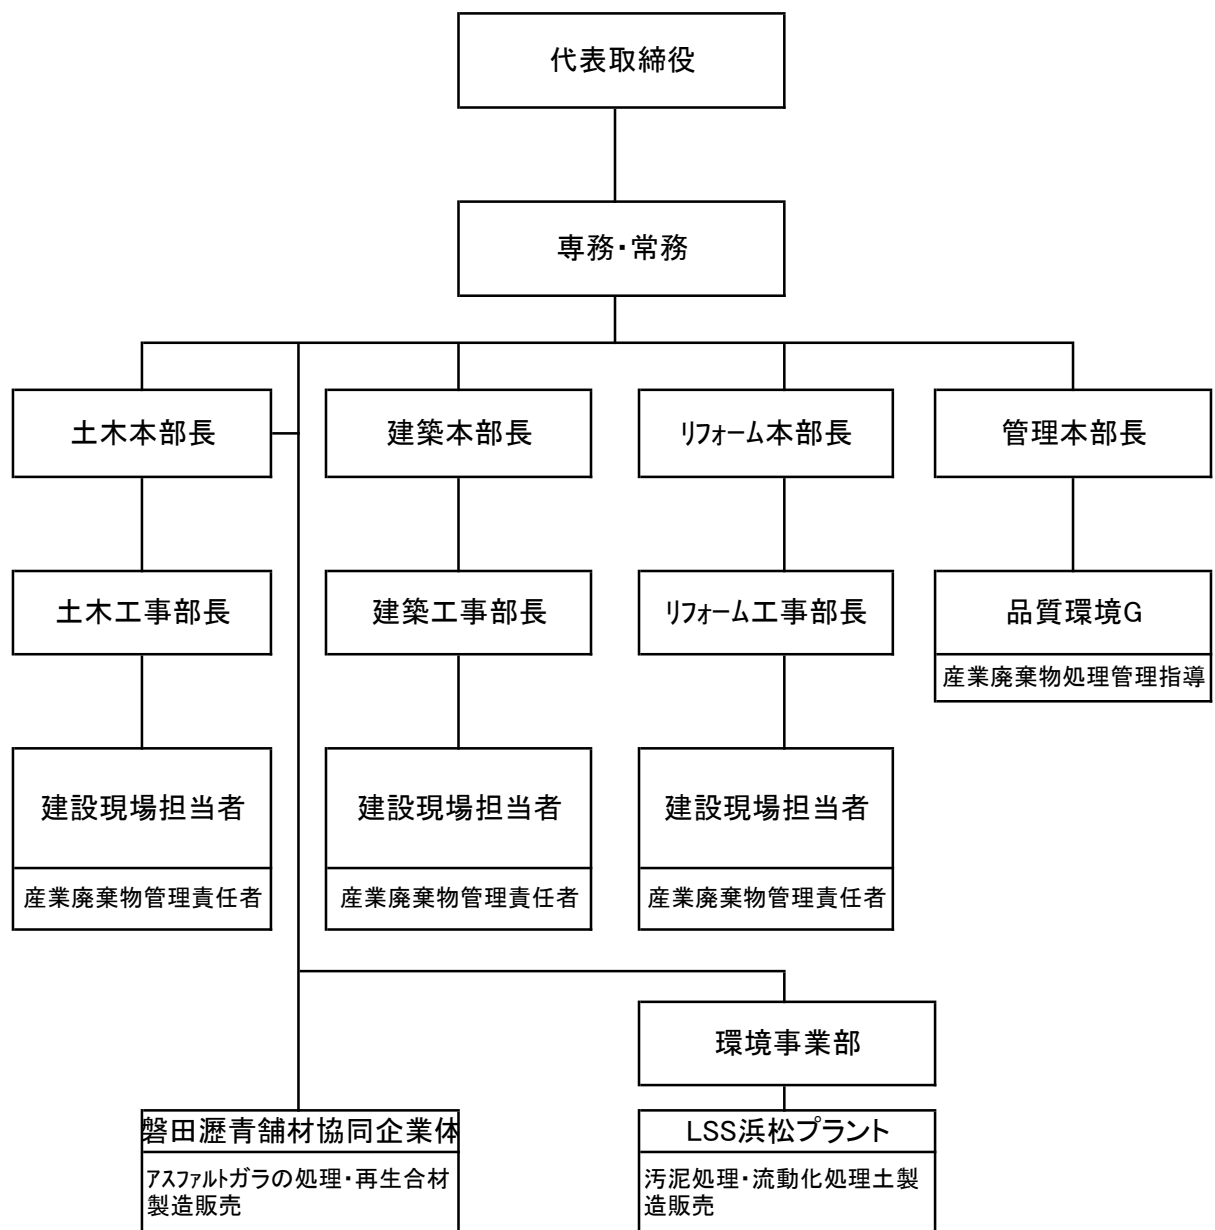 代表取締役
専務・常務
土木本部長
建築本部長
ﾘﾌｫｰﾑ本部長
管理本部長
土木工事部長
建築工事部長
ﾘﾌｫｰﾑ工事部長
品質環境G
産業廃棄物処理管理指導
建設現場担当者
建設現場担当者
建設現場担当者
産業廃棄物管理責任者
産業廃棄物管理責任者
産業廃棄物管理責任者
環境事業部
磐田瀝青舗材協同企業体
ｱｽﾌｧﾙﾄガラの処理・再生合材
製造販売
LSS浜松プラント
汚泥処理・流動化処理土製
造販売